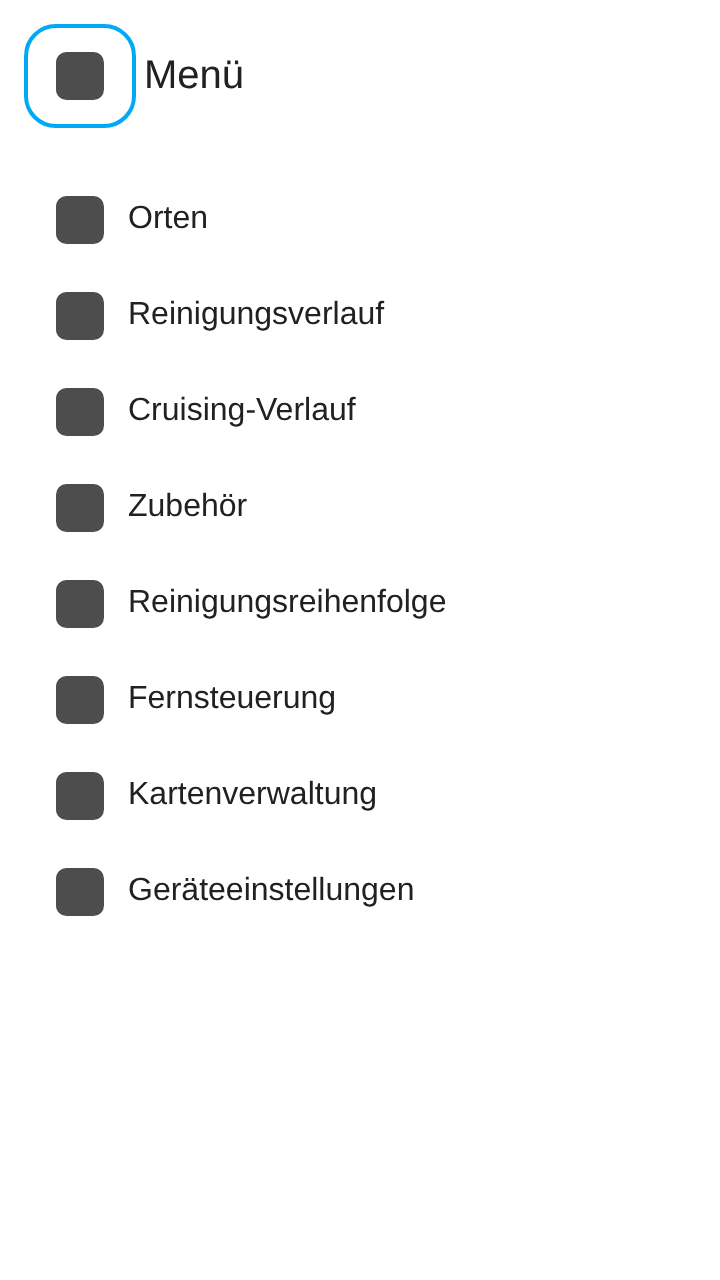 Menü
Orten
Reinigungsverlauf
Cruising-Verlauf
Zubehör
Reinigungsreihenfolge
Fernsteuerung
Kartenverwaltung
Geräteeinstellungen